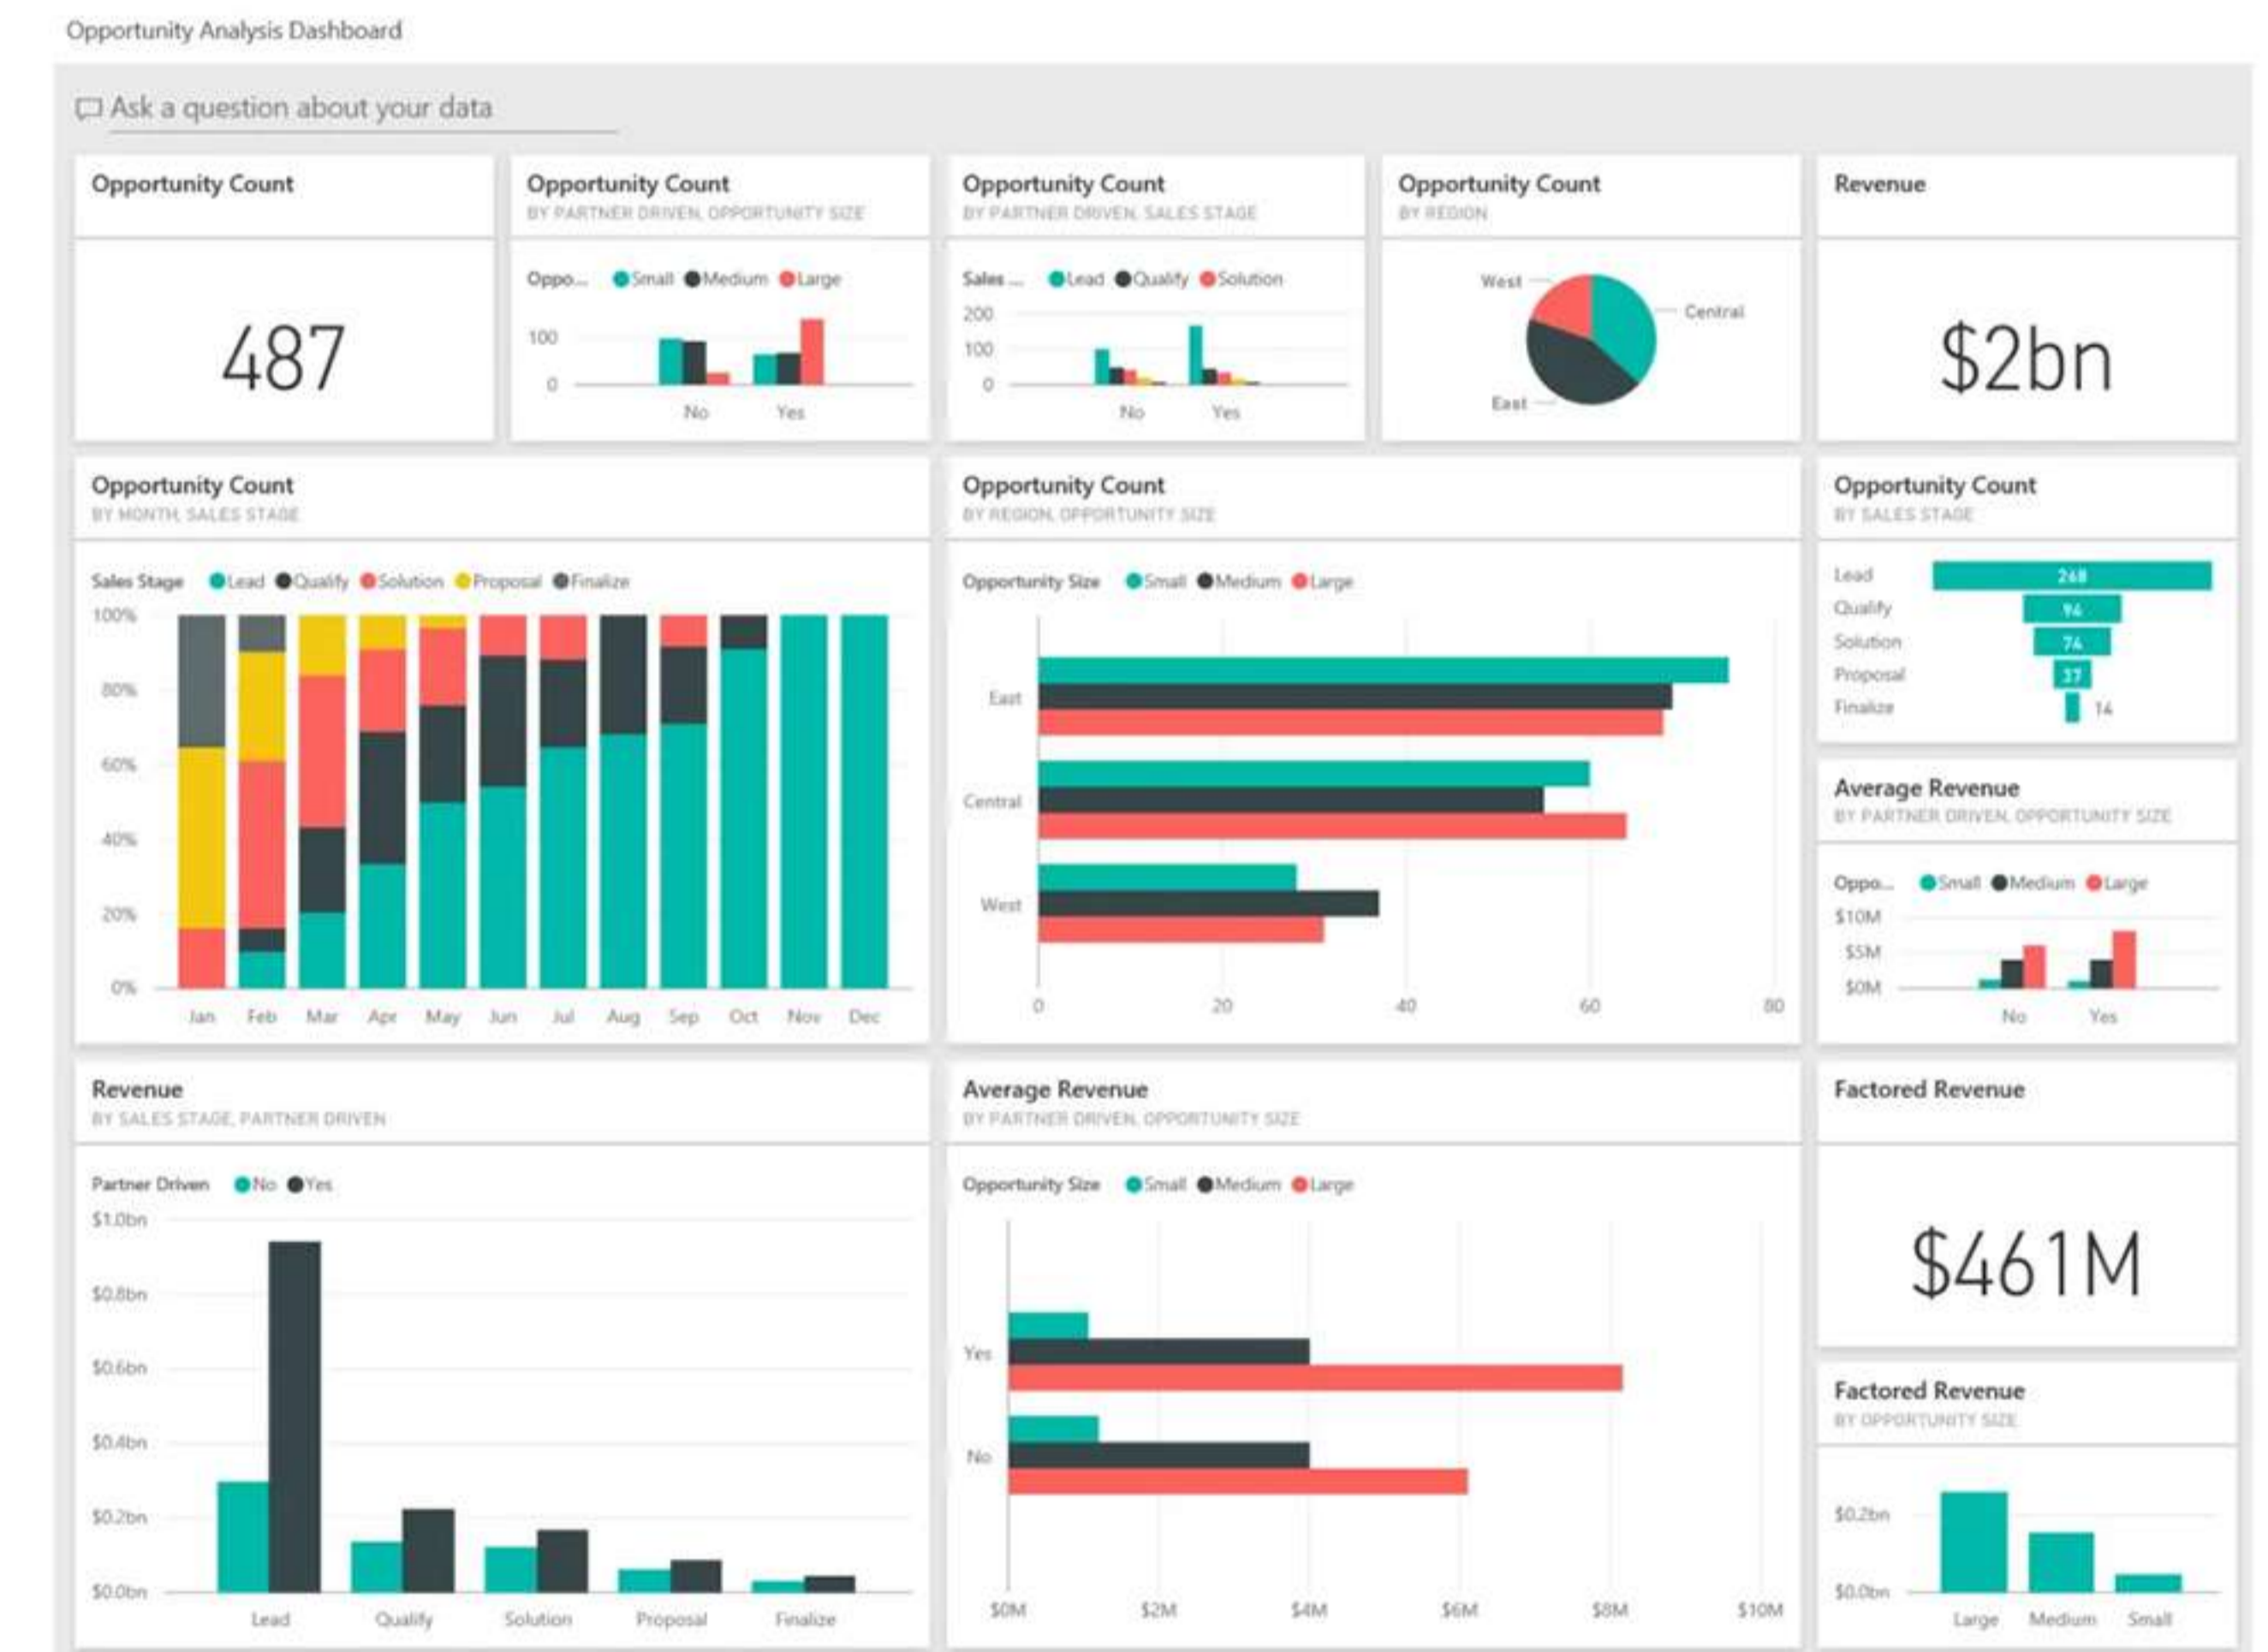 Opportunity Analysis Dashboard
Ask a question about your data
Opportunity Count
487
Opportunity Count
BY PARTNER DRIVEN, OPPORTUNITY SIZE
Oppo... Small Medium Large
100
0
No Yes
Opportunity Count
BY PARTNER DRIVEN, SALES STAGE
Sales ... Lead Qualify Solution
200
100
0
No Yes
Opportunity Count
BY REGION
West
Central
East
Revenue
$2bn
Opportunity Count
BY MONTH, SALES STAGE
Sales Stage Lead Qualify Solution Proposal Finalize
100%
80%
60%
40%
20%
0%
Jan Feb Mar Apr May Jun Jul Aug Sep Oct Nov Dec
Opportunity Count
BY REGION, OPPORTUNITY SIZE
Opportunity Size Small Medium Large
East
Central
West
0 20 40 60 80
Opportunity Count
BY SALES STAGE
Lead 268
Qualify 94
Solution 74
Proposal 37
Finalize 14
Average Revenue
BY PARTNER DRIVEN, OPPORTUNITY SIZE
Oppo... Small Medium Large
$10M
$5M
$0M
No Yes
Revenue
BY SALES STAGE, PARTNER DRIVEN
Partner Driven No Yes
$1.0bn
$0.8bn
$0.6bn
$0.4bn
$0.2bn
$0.0bn
Lead Qualify Solution Proposal Finalize
Average Revenue
BY PARTNER DRIVEN, OPPORTUNITY SIZE
Opportunity Size Small Medium Large
Yes
No
$0M $2M $4M $6M $8M $10M
Factored Revenue
$461M
Factored Revenue
BY OPPORTUNITY SIZE
$0.2bn
$0.0bn
Large Medium Small